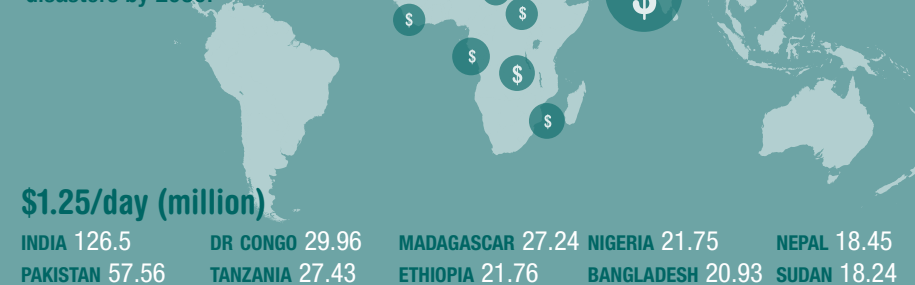 $
$
$
$
$
$
$1.25/day (million)
INDIA 126.5 DR CONGO 29.96 MADAGASCAR 27.24 NIGERIA 21.75 NEPAL 18.45
PAKISTAN 57.56 TANZANIA 27.43 ETHIOPIA 21.76 BANGLADESH 20.93 SUDAN 18.24